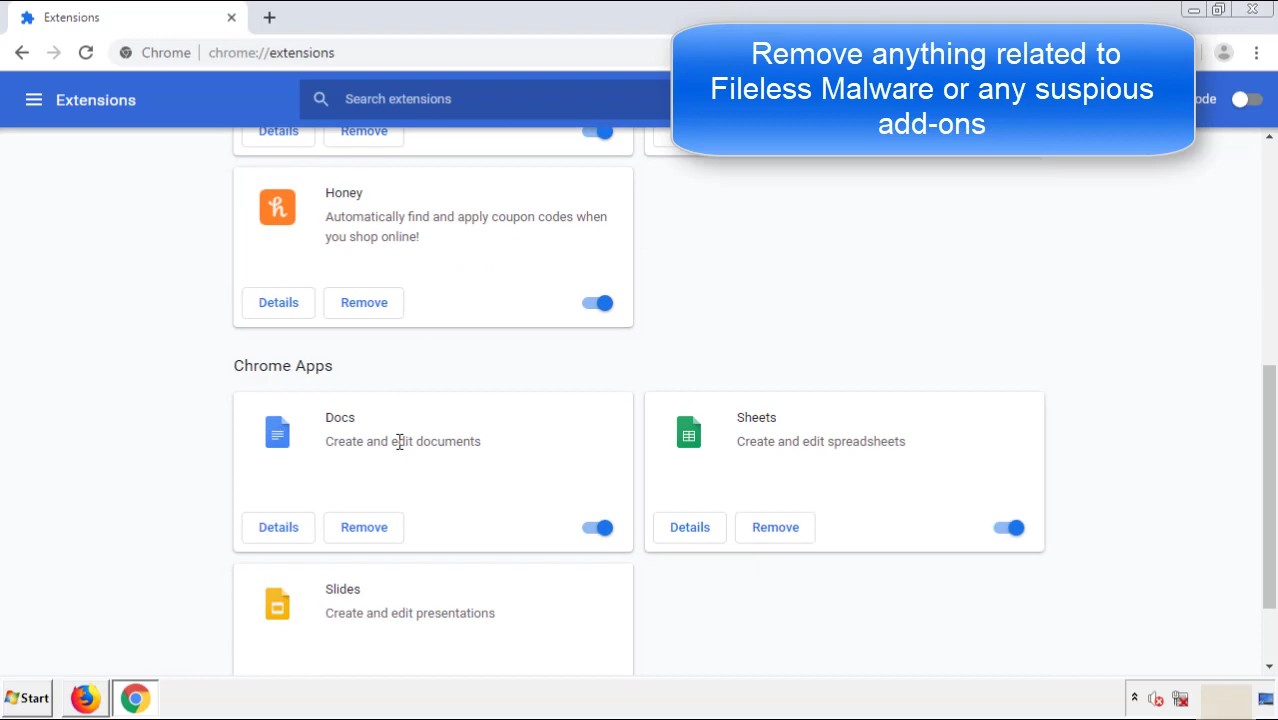 Extensions
Chrome
chrome://extensions
Remove anything related to
Fileless Malware or any suspious
add-ons
Extensions
Search extensions
ode
Details
Remove
Honey
Automatically find and apply coupon codes when
you shop online!
Details
Remove
Chrome Apps
Docs
Create and edit documents
Details
Remove
Sheets
Create and edit spreadsheets
Details
Remove
Slides
Create and edit presentations
Start